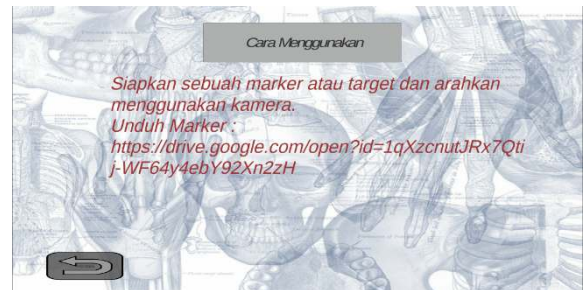 Cara Menggunakan
Siapkan sebuah marker atau target dan arahkan
menggunakan kamera.
Unduh Marker :
https://drive.google.com/open?id=1qXzcnutJRx7Qti
j-WF64y4ebY92Xn2zH